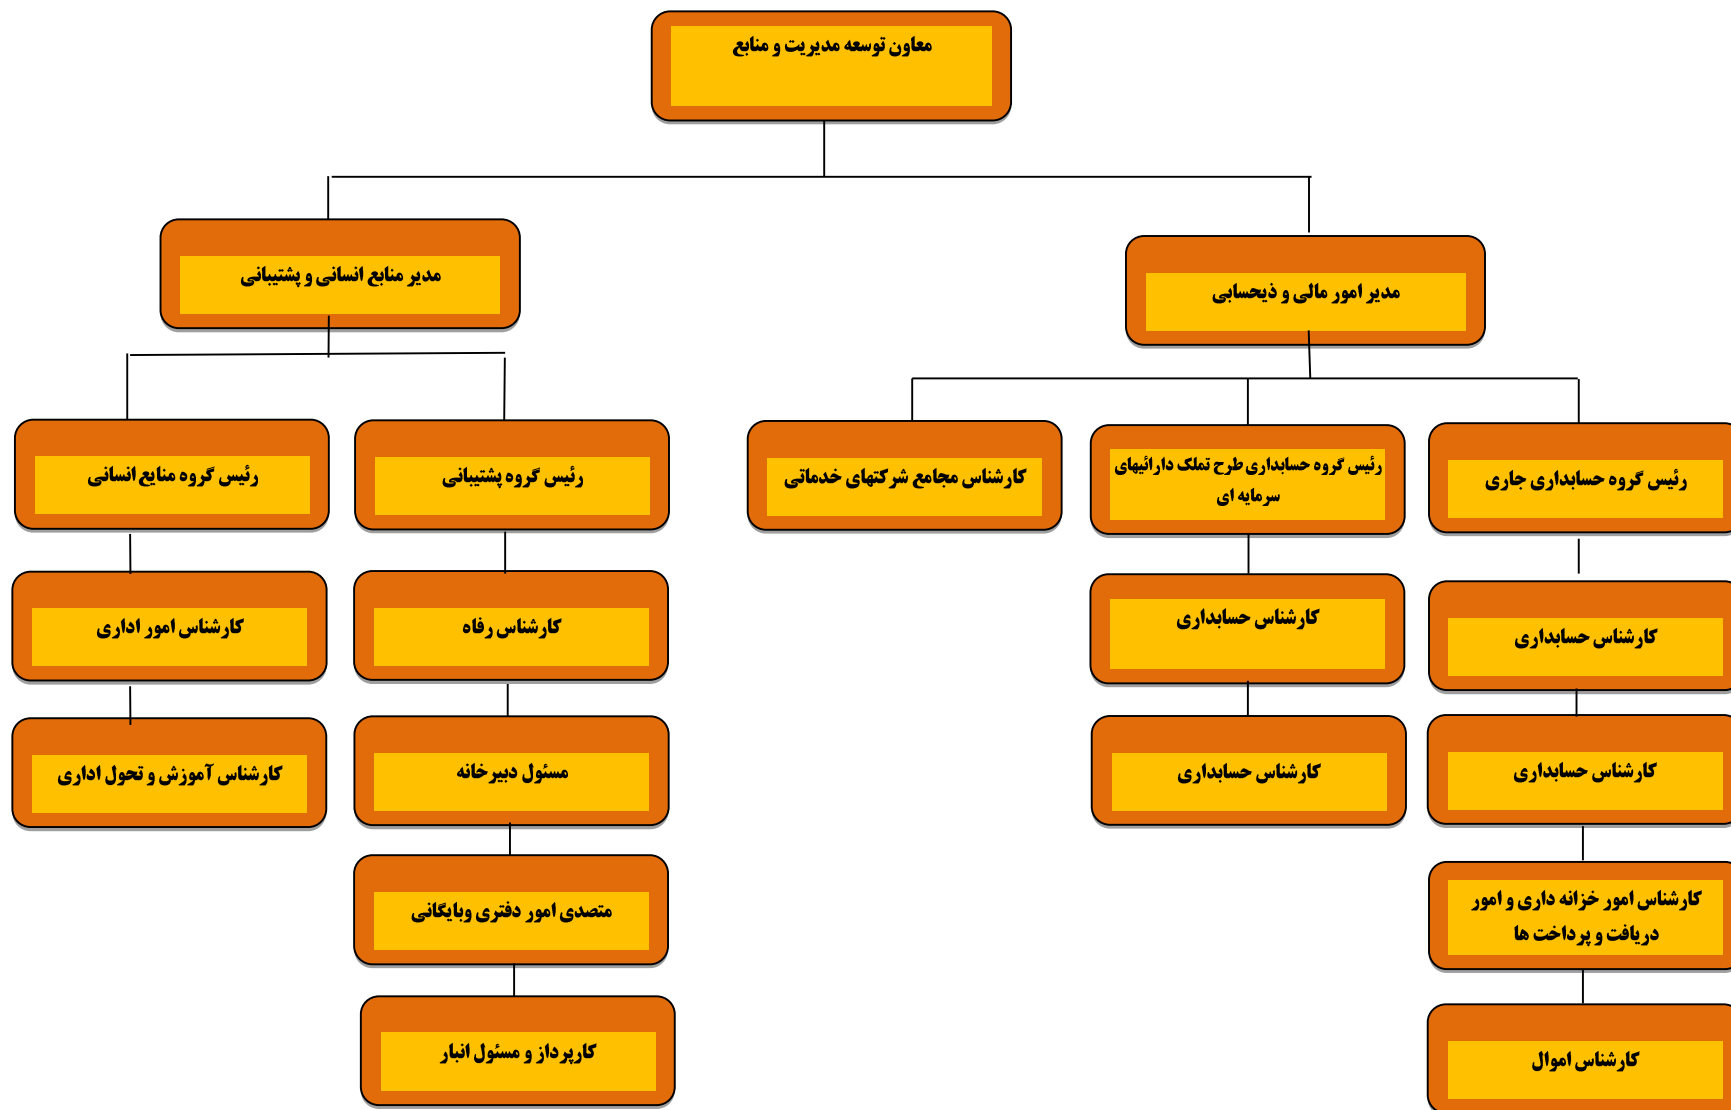 معاون توسعه مدیریت و منابع
مدیر امور مالی و ذیحسابی
مدیر منابع انسانی و پشتیبانی
رئیس گروه حسابداری جاری
رئیس گروه حسابداری طرح تملک دارائیهای
سرمایه ای
کارشناس مجامع شرکتهای خدماتی
رئیس گروه پشتیبانی
رئیس گروه منابع انسانی
کارشناس حسابداری
کارشناس حسابداری
کارشناس رفاه
کارشناس امور اداری
کارشناس حسابداری
کارشناس حسابداری
مسئول دبیرخانه
کارشناس آموزش و تحول اداری
کارشناس امور خزانه داری و امور
دریافت و پرداخت ها
متصدی امور دفتری وبایگانی
کارشناس اموال
کارپرداز و مسئول انبار